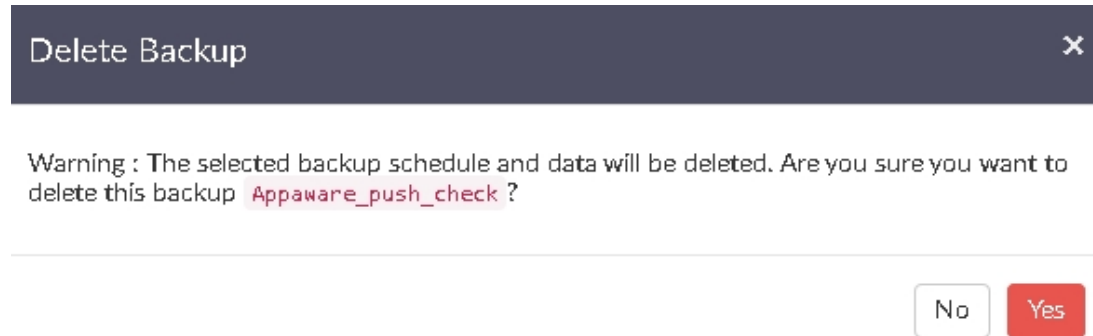 Delete Backup ×
Warning : The selected backup schedule and data will be deleted. Are you sure you want to
delete this backup Appaware_push_check ?
No Yes